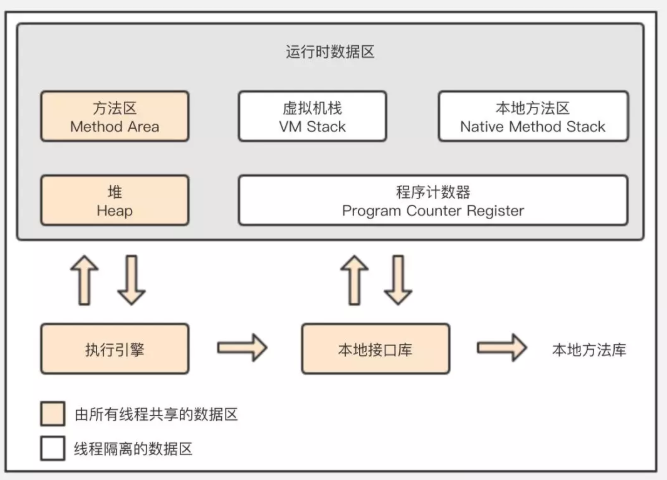 运行时数据区
方法区
Method Area
虚拟机栈
VM Stack
本地方法区
Native Method Stack
堆
Heap
程序计数器
Program Counter Register
执行引擎
本地接口库
本地方法库
由所有线程共享的数据区
线程隔离的数据区